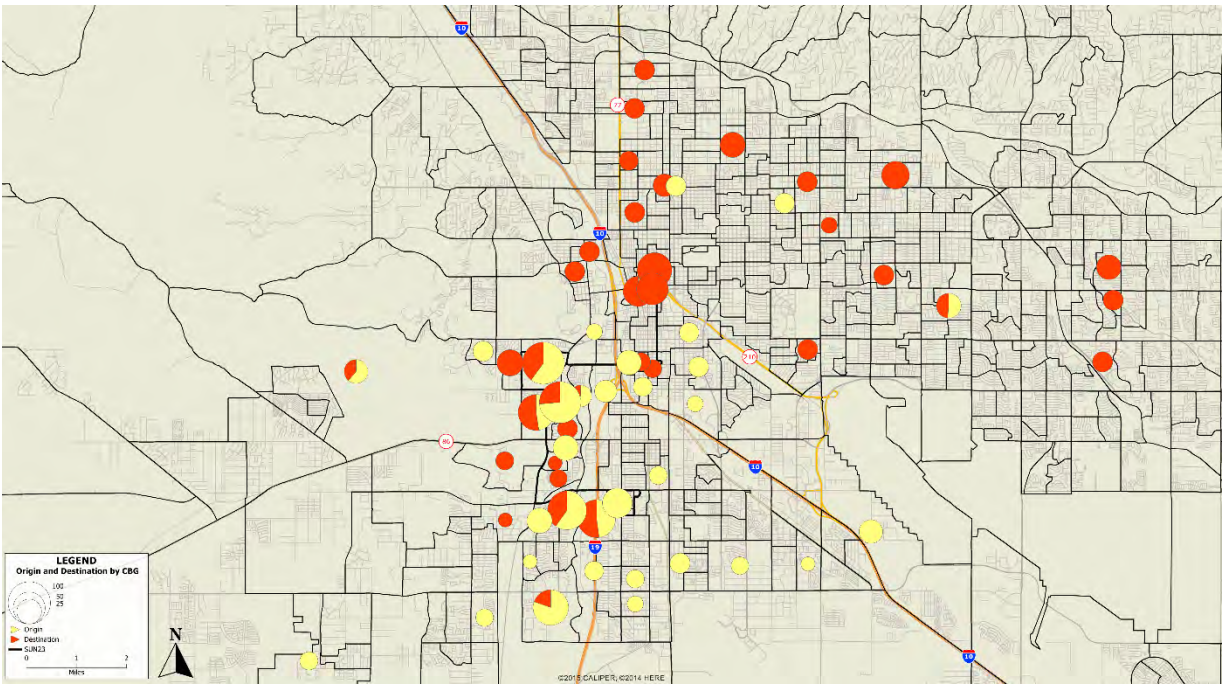 10
77
10
210
86
10
19
10
LEGEND
Origin and Destination by CBG
100
50
25
Origin
Destination
SUN23
0 1 2
Miles
N
©2015 CALIPER; ©2014 HERE